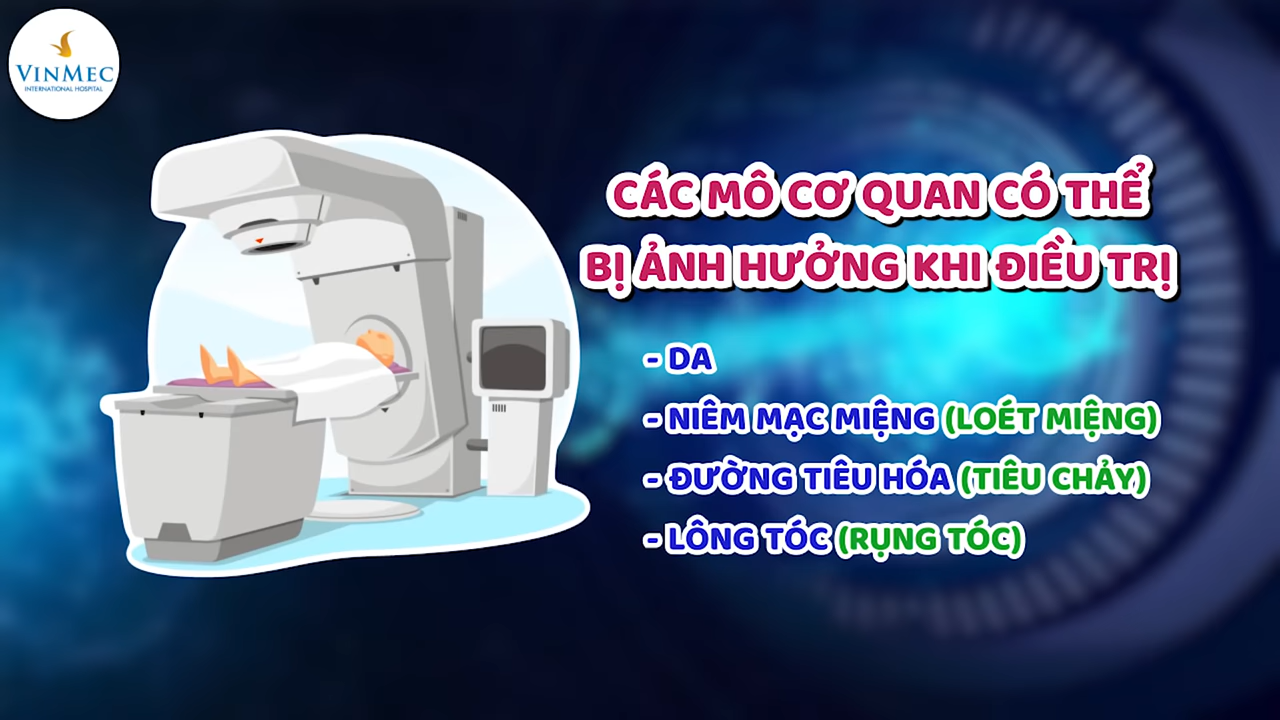 VINMEC
INTERNATIONAL HOSPITAL
CÁC MÔ CƠ QUAN CÓ THỂ
BỊ ẢNH HƯỞNG KHI ĐIỀU TRỊ
- DA
- NIÊM MẠC MIỆNG (LOÉT MIỆNG)
- ĐƯỜNG TIÊU HÓA (TIÊU CHẢY)
- LÔNG TÓC (RỤNG TÓC)